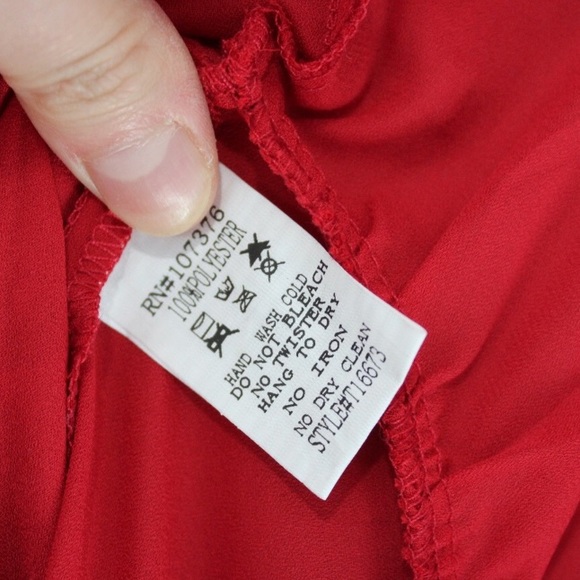 RN#107376
100%POLYESTER
HAND WASH COLD
DO NOT BLEACH
NO TWISTER
HANG TO DRY
NO IRON
NO DRY CLEAN
STYLE#T16673